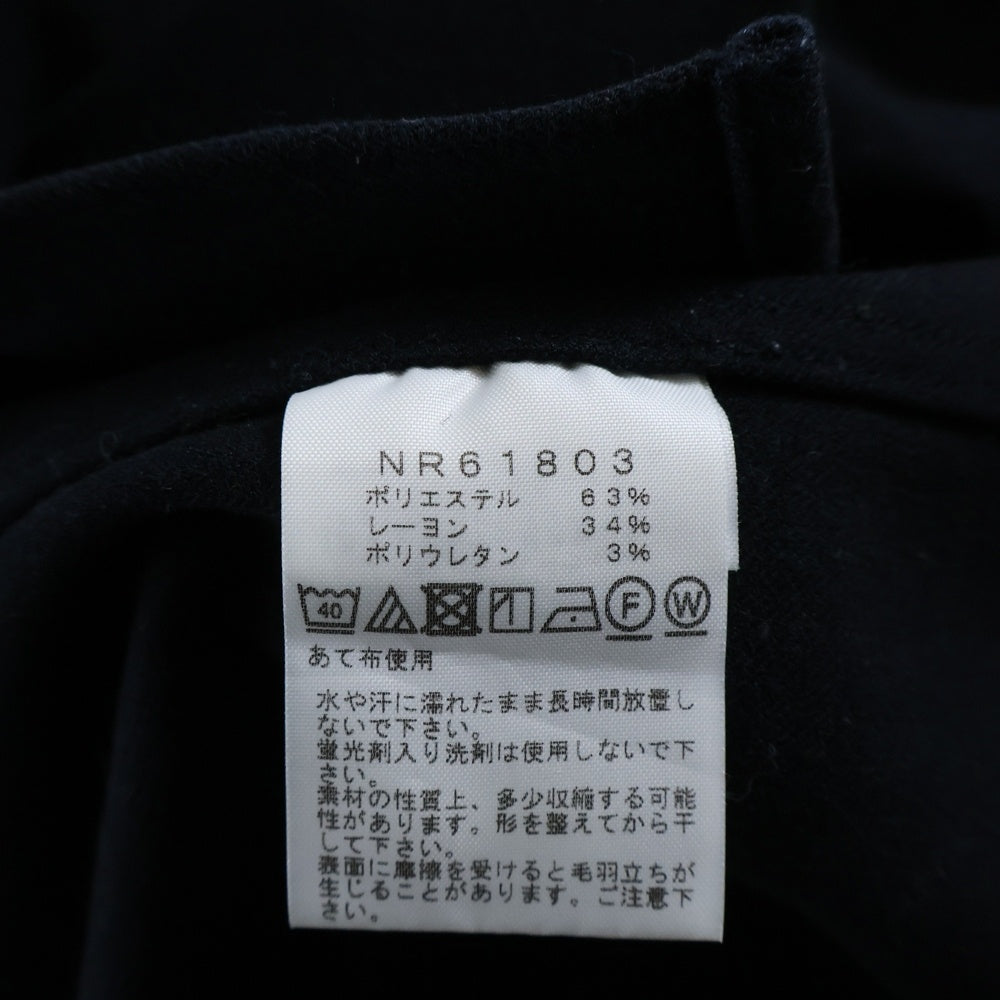 NR61803
ポリエステル 63%
レーヨン 34%
ポリウレタン 3%
40 F W
あて布使用
水や汗に濡れたまま長時間放置し
ないで下さい。
蛍光剤入り洗剤は使用しないで下
さい。
素材の性質上、多少収縮する可能
性があります。形を整えてから干
して下さい。
表面に摩擦を受けると毛羽立ちが
生じることがあります。ご注意下
さい。